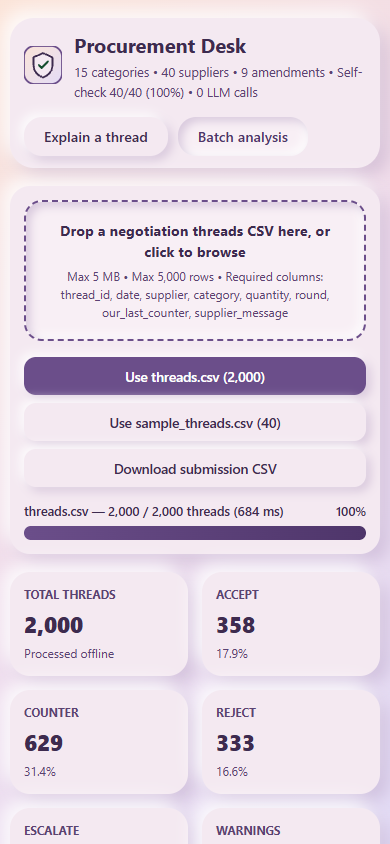 Procurement Desk
15 categories • 40 suppliers • 9 amendments • Self-
check 40/40 (100%) • 0 LLM calls
Explain a thread
Batch analysis
Drop a negotiation threads CSV here, or
click to browse
Max 5 MB • Max 5,000 rows • Required columns:
thread_id, date, supplier, category, quantity, round,
our_last_counter, supplier_message
Use threads.csv (2,000)
Use sample_threads.csv (40)
Download submission CSV
threads.csv — 2,000 / 2,000 threads (684 ms)
100%
TOTAL THREADS
2,000
Processed offline
ACCEPT
358
17.9%
COUNTER
629
31.4%
REJECT
333
16.6%
ESCALATE
WARNINGS